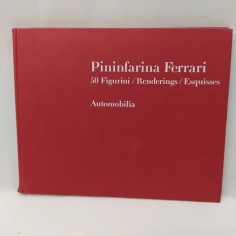 Pininfarina Ferrari
50 Figurini / Renderings / Esquisses
Automobilia